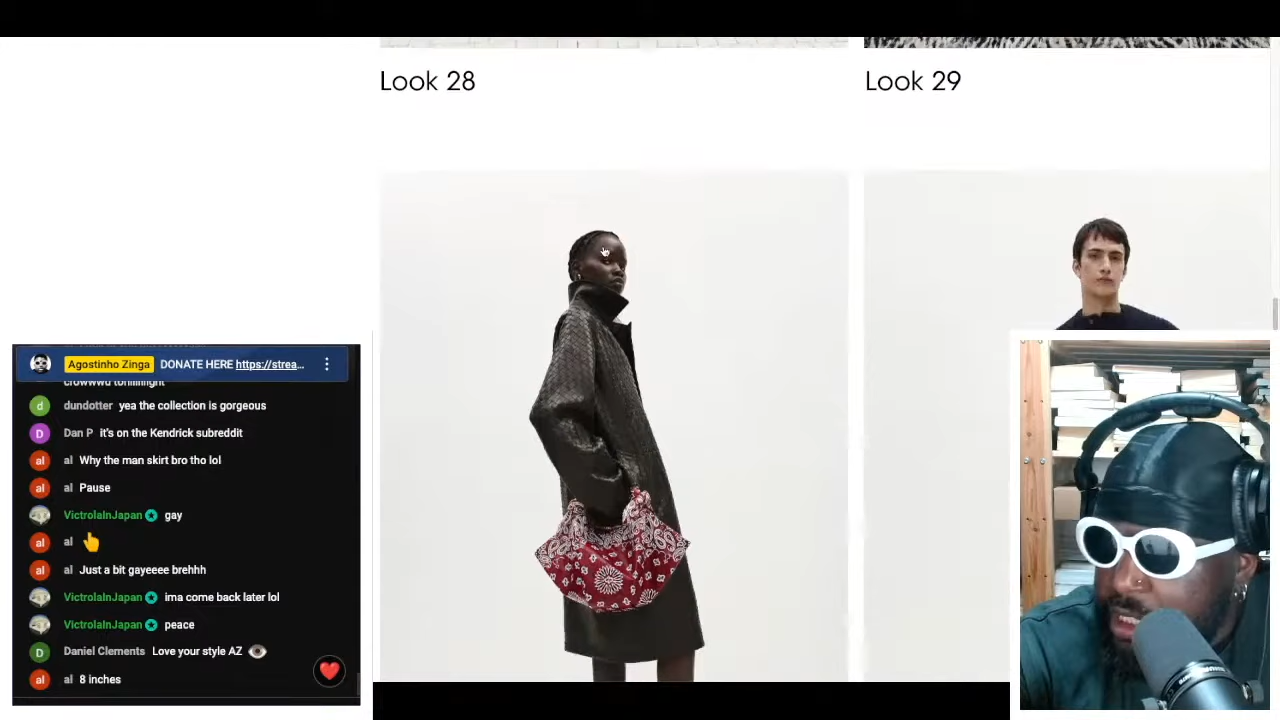 Look 28
Look 29
Agostinho Zinga DONATE HERE https://strea...
crowwwu toniiiiiiight
dundotter yea the collection is gorgeous
Dan P it's on the Kendrick subreddit
al Why the man skirt bro tho lol
al Pause
VictrolaInJapan gay
al 👆
al Just a bit gayeeee brehhh
VictrolaInJapan ima come back later lol
VictrolaInJapan peace
Daniel Clements Love your style AZ 👁
al 8 inches